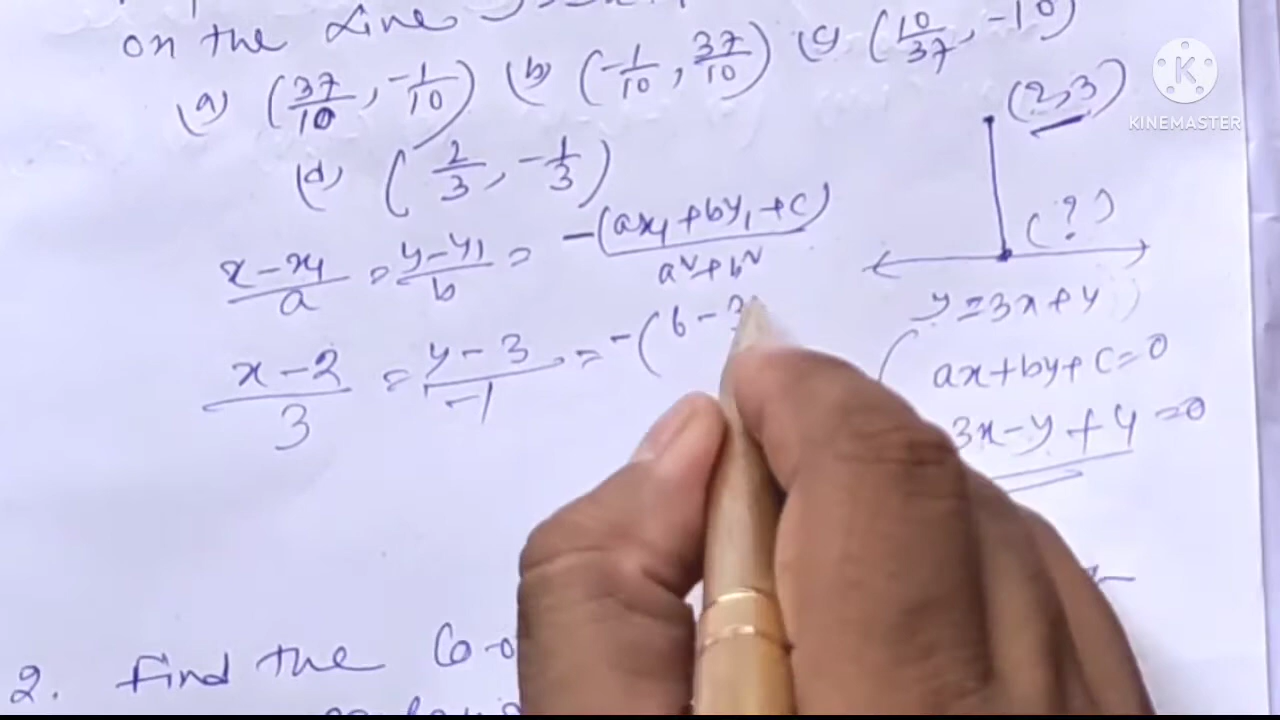 on the Line
(a) (37/10, -1/10) (b) (-1/10, 37/10) (c) (10/37, -10)
(d) (2/3, -1/3)
(2,3)
K
KINEMASTER
(?)
(x-x₁)/a = (y-y₁)/b = -(ax₁+by₁+c)/(a²+b²)
y=3x+4
(x-2)/3 = (y-3)/-1 = -(6-3
ax+by+c=0
3x-y+4=0
2. find the Co-o